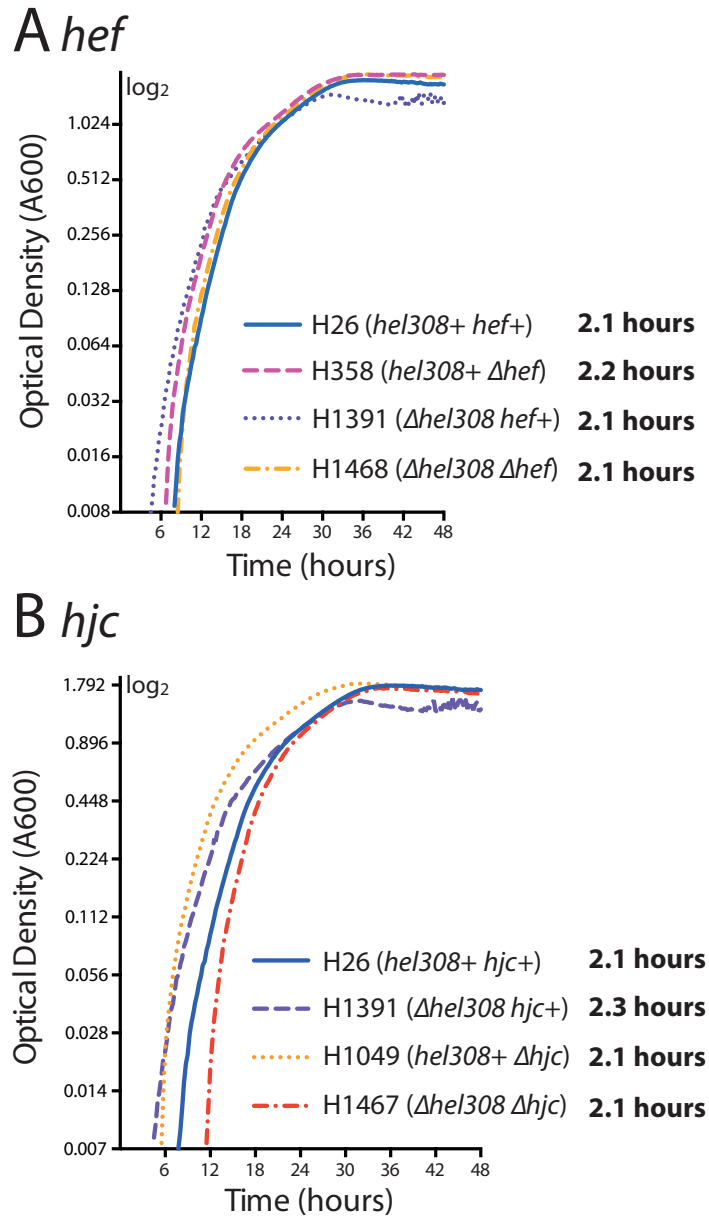 A hef
log2
Optical Density (A600)
1.024
0.512
0.256
0.128
0.064
0.032
0.016
0.008
H26 (hel308+ hef+) 2.1 hours
H358 (hel308+ Δhef) 2.2 hours
H1391 (Δhel308 hef+) 2.1 hours
H1468 (Δhel308 Δhef) 2.1 hours
6 12 18 24 30 36 42 48
Time (hours)
B hjc
log2
Optical Density (A600)
1.792
0.896
0.448
0.224
0.112
0.056
0.028
0.014
0.007
H26 (hel308+ hjc+) 2.1 hours
H1391 (Δhel308 hjc+) 2.3 hours
H1049 (hel308+ Δhjc) 2.1 hours
H1467 (Δhel308 Δhjc) 2.1 hours
6 12 18 24 30 36 42 48
Time (hours)